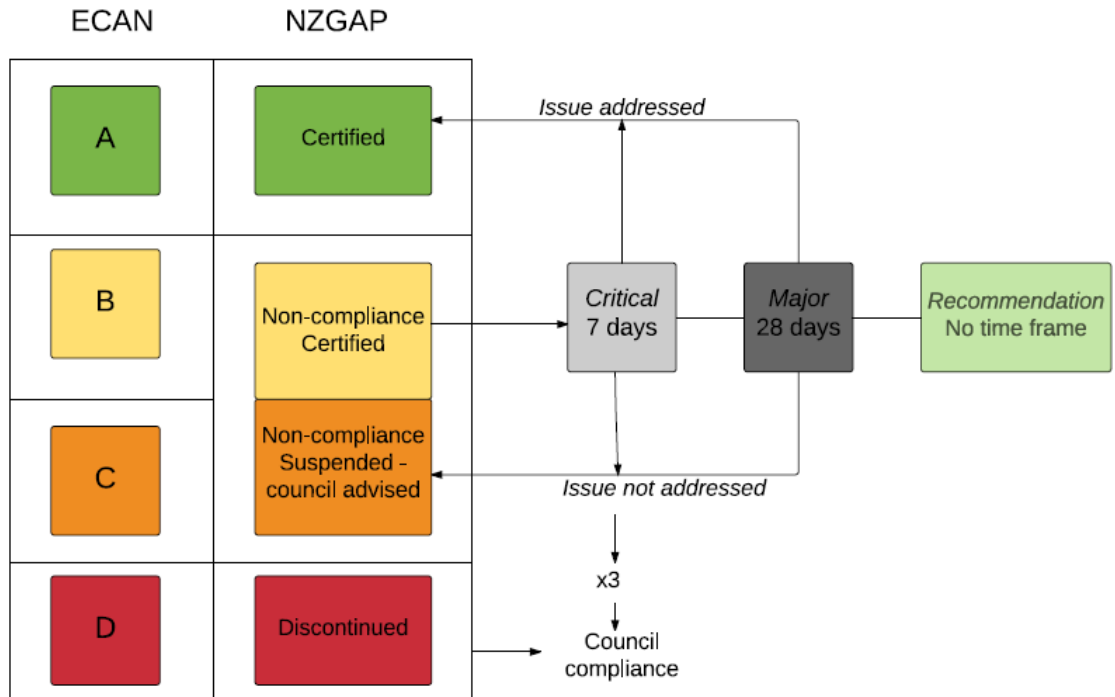 ECAN
NZGAP
A
Certified
Issue addressed
B
Non-compliance
Certified
Critical
7 days
Major
28 days
Recommendation
No time frame
C
Non-compliance
Suspended -
council advised
Issue not addressed
x3
D
Discontinued
Council
compliance